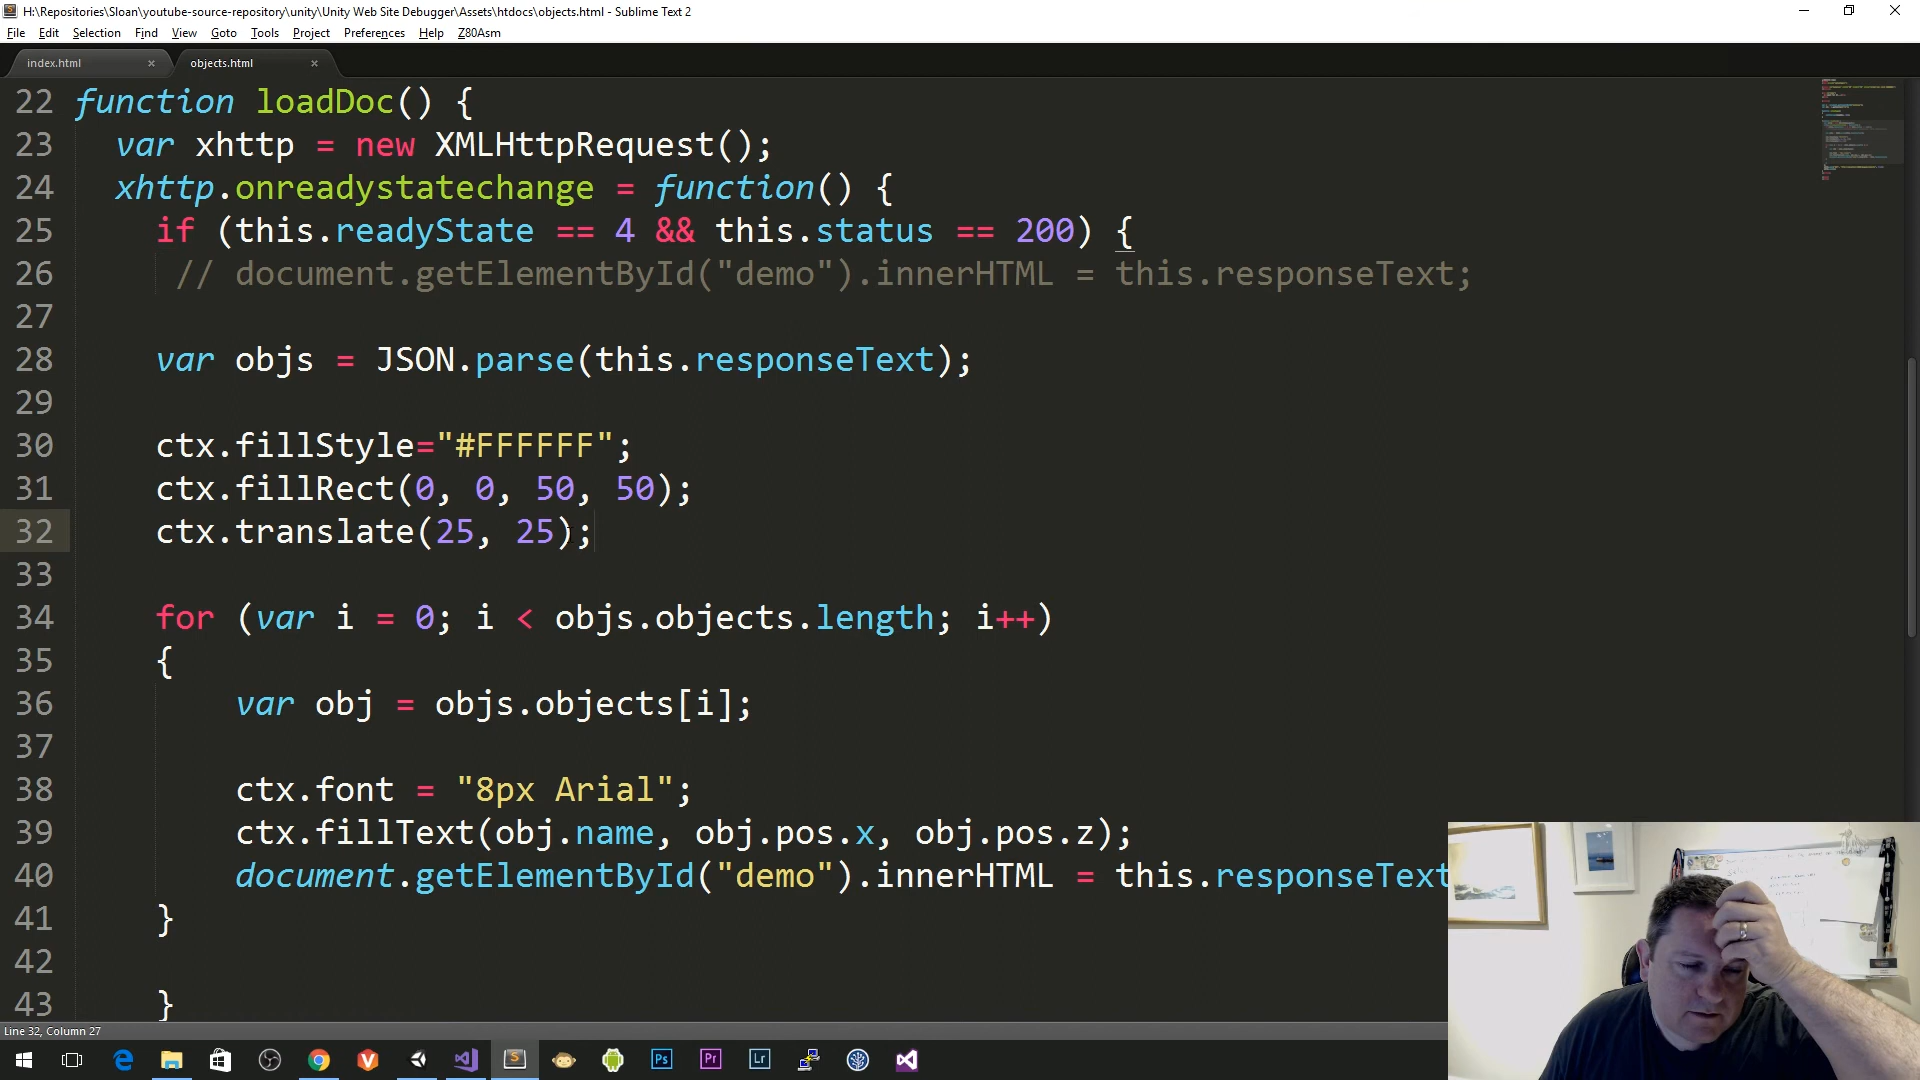 H:\Repositories\Sloan\youtube-source-repository\unity\Unity Web Site Debugger\Assets\htdocs\objects.html - Sublime Text 2
File Edit Selection Find View Goto Tools Project Preferences Help Z80Asm
index.html × objects.html ×
22 function loadDoc() {
23 var xhttp = new XMLHttpRequest();
24 xhttp.onreadystatechange = function() {
25 if (this.readyState == 4 && this.status == 200) {
26 // document.getElementById("demo").innerHTML = this.responseText;
27
28 var objs = JSON.parse(this.responseText);
29
30 ctx.fillStyle="#FFFFFF";
31 ctx.fillRect(0, 0, 50, 50);
32 ctx.translate(25, 25);
33
34 for (var i = 0; i < objs.objects.length; i++)
35 {
36 var obj = objs.objects[i];
37
38 ctx.font = "8px Arial";
39 ctx.fillText(obj.name, obj.pos.x, obj.pos.z);
40 document.getElementById("demo").innerHTML = this.responseText
41 }
42
43 }
Line 32, Column 27
Ps Pr Lr